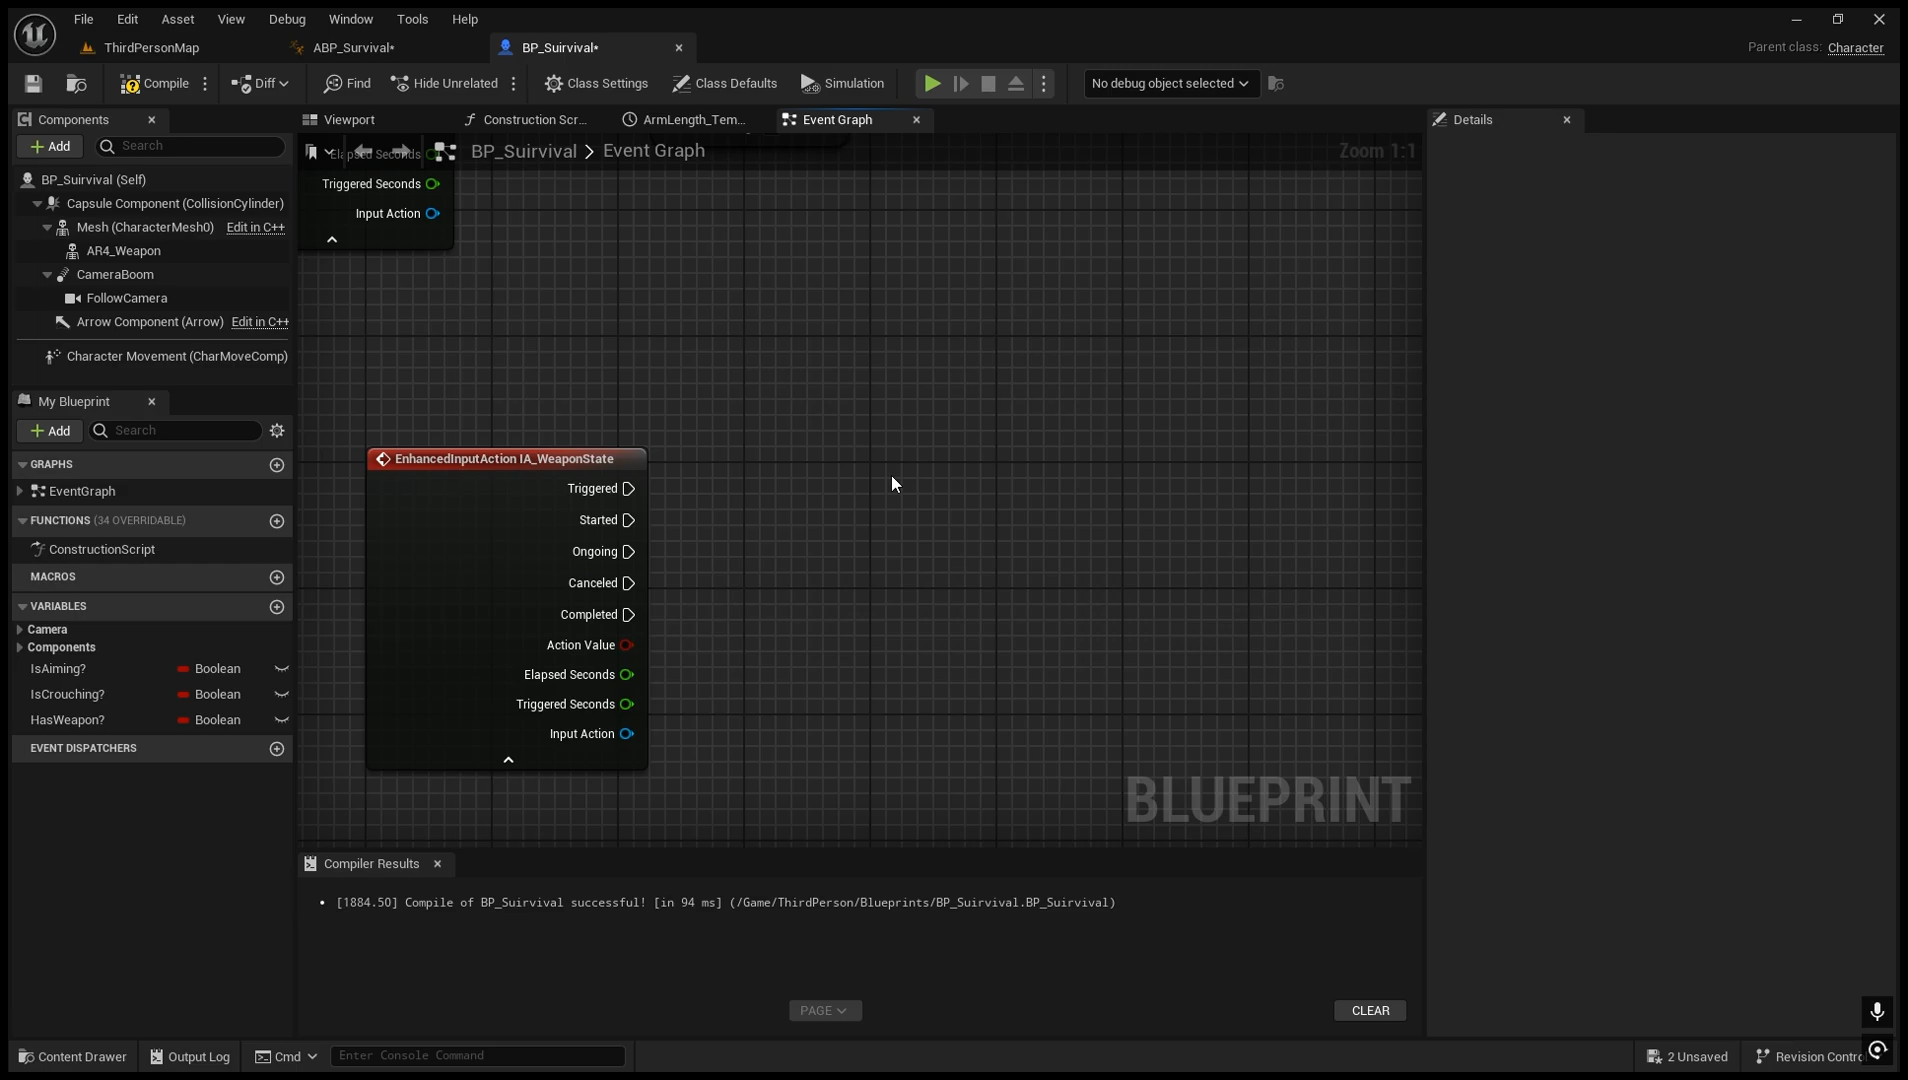 File Edit Asset View Debug Window Tools Help
ThirdPersonMap ABP_Survival* BP_Suirvival* Parent class: Character
Compile Diff Find Hide Unrelated Class Settings Class Defaults Simulation No debug object selected
Components Viewport Construction Scr... ArmLength_Tem... Event Graph Details
Add Search
BP_Suirvival > Event Graph Zoom 1:1
Elapsed Seconds
Triggered Seconds
Input Action
BP_Suirvival (Self)
Capsule Component (CollisionCylinder)
Mesh (CharacterMesh0) Edit in C++
AR4_Weapon
CameraBoom
FollowCamera
Arrow Component (Arrow) Edit in C++
Character Movement (CharMoveComp)
My Blueprint
Add Search
GRAPHS
EventGraph
FUNCTIONS (34 OVERRIDABLE)
ConstructionScript
MACROS
VARIABLES
Camera
Components
IsAiming? Boolean
IsCrouching? Boolean
HasWeapon? Boolean
EVENT DISPATCHERS
EnhancedInputAction IA_WeaponState
Triggered
Started
Ongoing
Canceled
Completed
Action Value
Elapsed Seconds
Triggered Seconds
Input Action
BLUEPRINT
Compiler Results
• [1884.50] Compile of BP_Suirvival successful! [in 94 ms] (/Game/ThirdPerson/Blueprints/BP_Suirvival.BP_Suirvival)
PAGE CLEAR
Content Drawer Output Log Cmd Enter Console Command 2 Unsaved Revision Contro